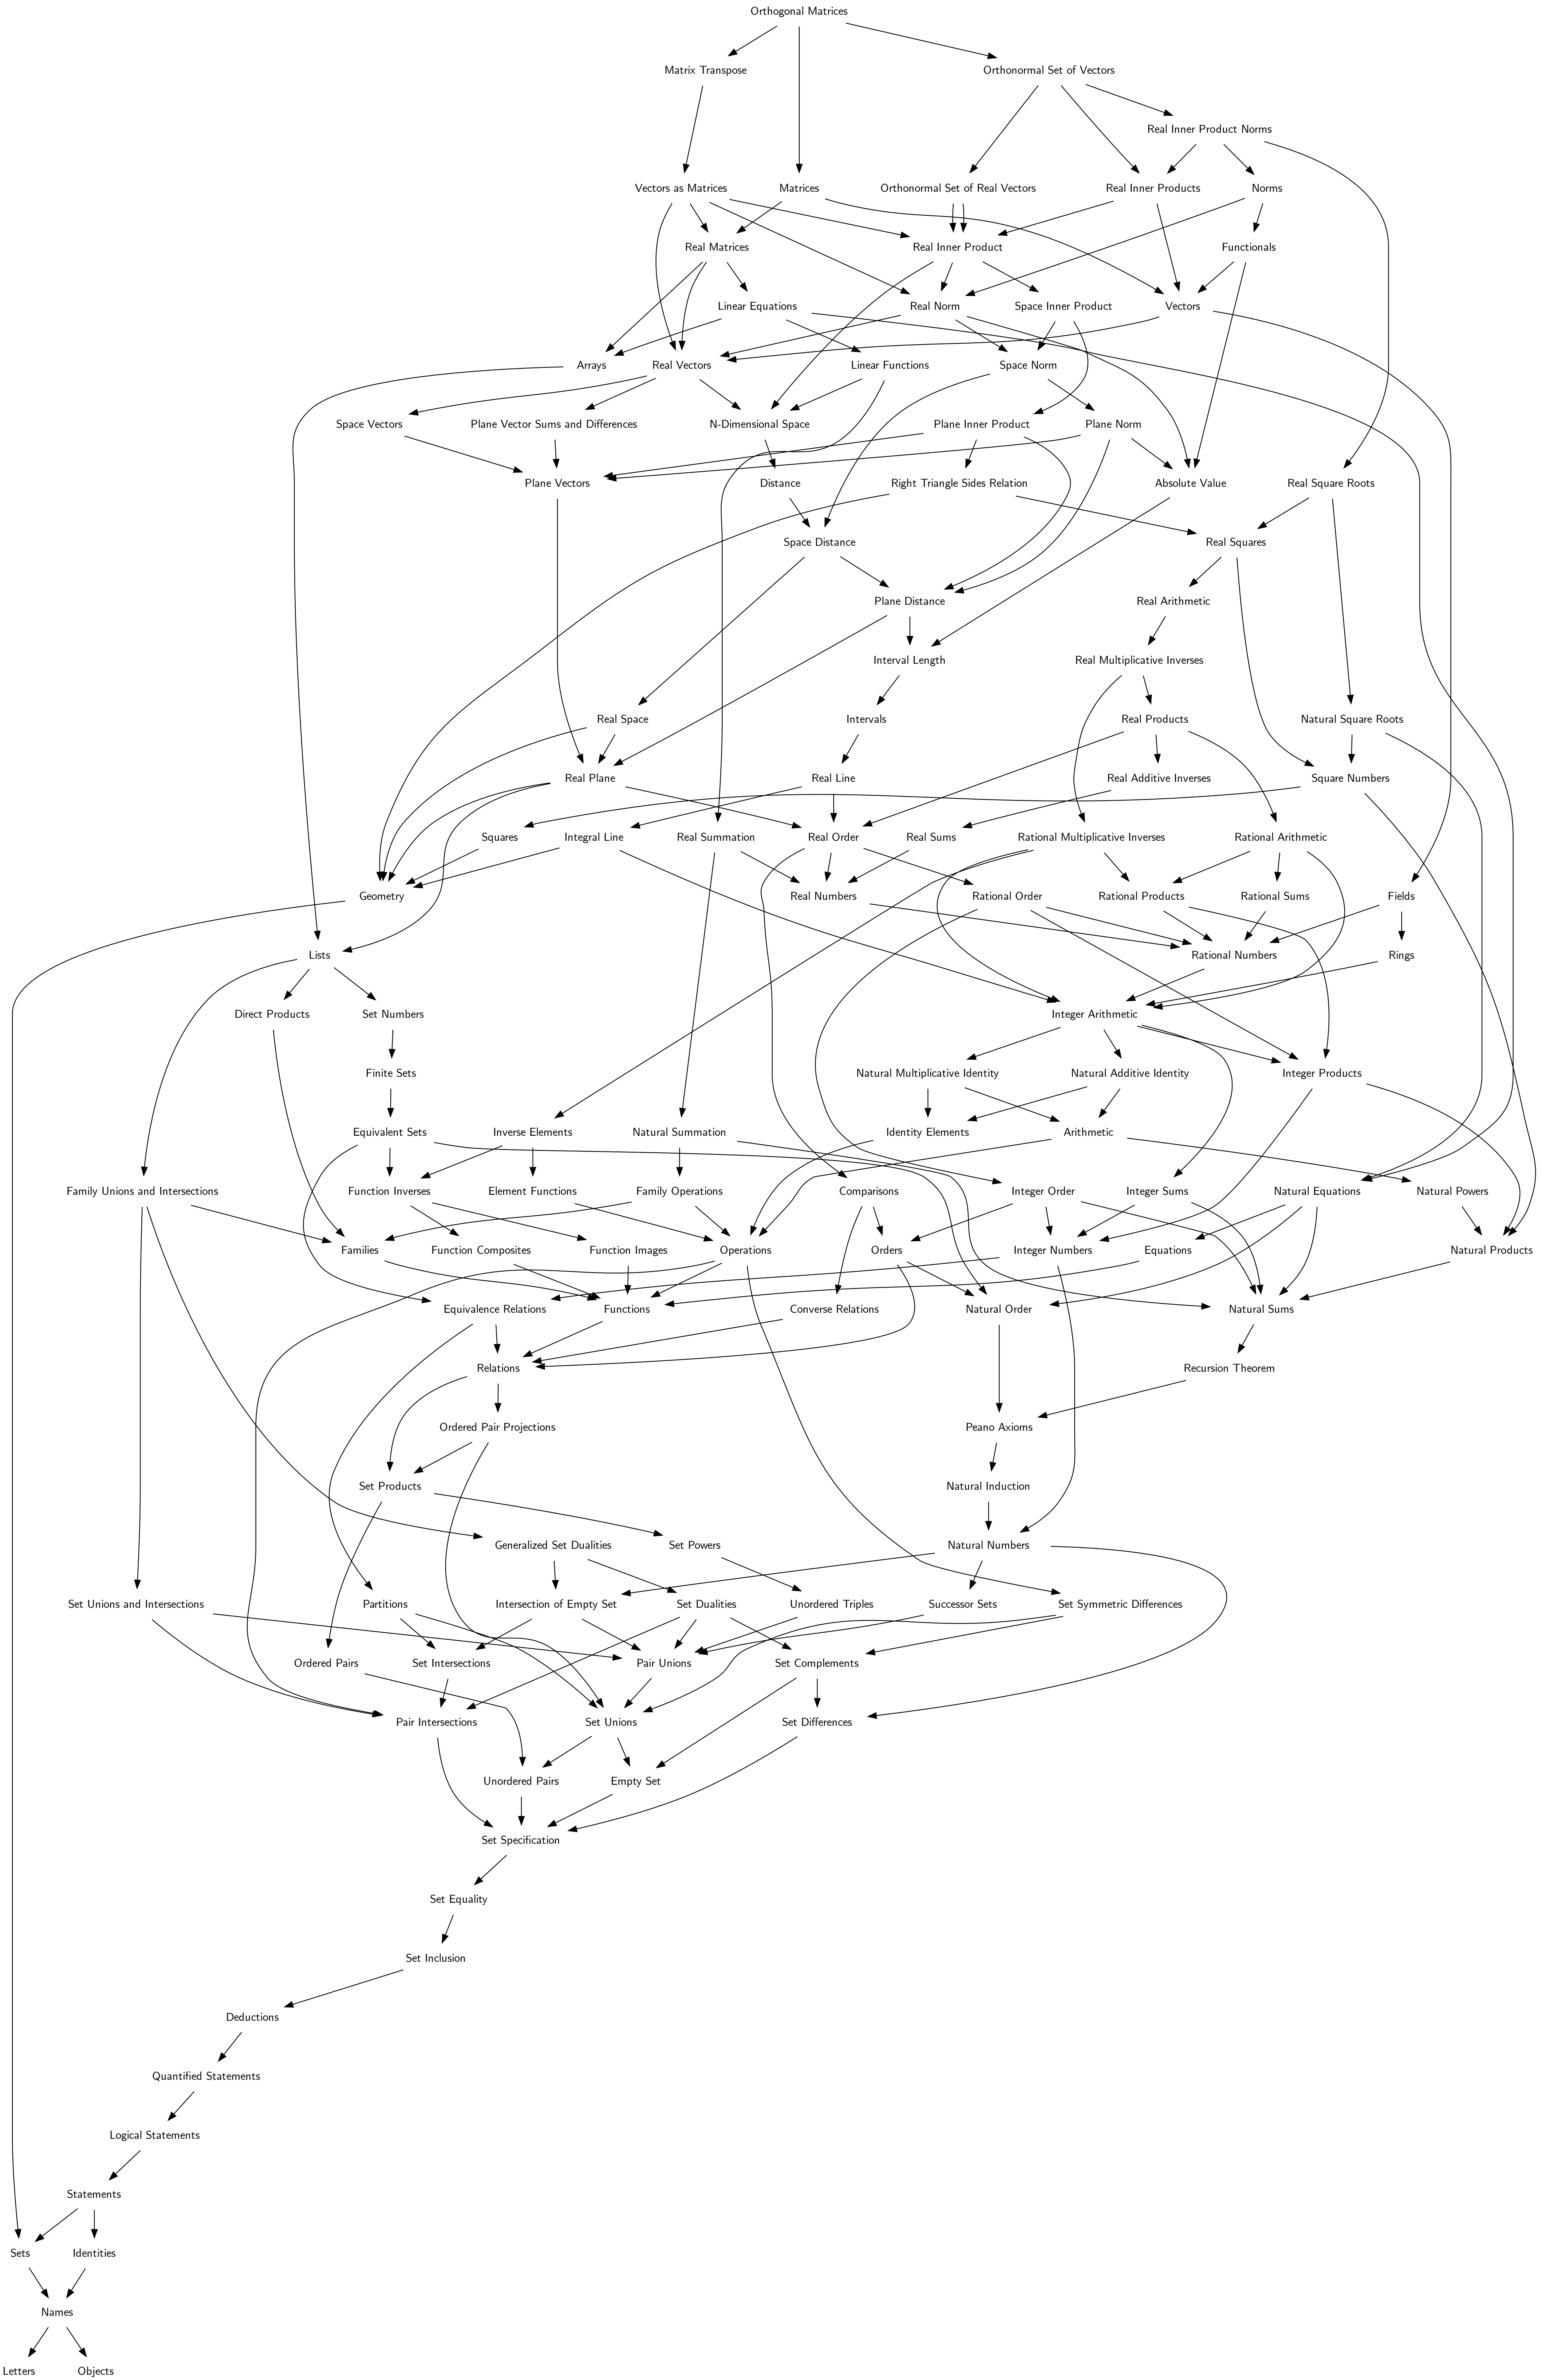 Orthogonal Matrices
Matrix Transpose
Orthonormal Set of Vectors
Real Inner Product Norms
Vectors as Matrices
Matrices
Orthonormal Set of Real Vectors
Real Inner Products
Norms
Real Matrices
Real Inner Product
Functionals
Linear Equations
Real Norm
Space Inner Product
Vectors
Arrays
Real Vectors
Linear Functions
Space Norm
Space Vectors
Plane Vector Sums and Differences
N-Dimensional Space
Plane Inner Product
Plane Norm
Plane Vectors
Distance
Right Triangle Sides Relation
Absolute Value
Real Square Roots
Space Distance
Real Squares
Plane Distance
Real Arithmetic
Interval Length
Real Multiplicative Inverses
Real Space
Intervals
Real Products
Natural Square Roots
Real Plane
Real Line
Real Additive Inverses
Square Numbers
Squares
Integral Line
Real Summation
Real Order
Real Sums
Rational Multiplicative Inverses
Rational Arithmetic
Geometry
Real Numbers
Rational Order
Rational Products
Rational Sums
Fields
Lists
Rational Numbers
Rings
Direct Products
Set Numbers
Integer Arithmetic
Finite Sets
Natural Multiplicative Identity
Natural Additive Identity
Integer Products
Equivalent Sets
Inverse Elements
Natural Summation
Identity Elements
Arithmetic
Family Unions and Intersections
Function Inverses
Element Functions
Family Operations
Comparisons
Integer Order
Integer Sums
Natural Equations
Natural Powers
Families
Function Composites
Function Images
Operations
Orders
Integer Numbers
Equations
Natural Products
Equivalence Relations
Functions
Converse Relations
Natural Order
Natural Sums
Relations
Recursion Theorem
Ordered Pair Projections
Peano Axioms
Set Products
Natural Induction
Generalized Set Dualities
Set Powers
Natural Numbers
Set Unions and Intersections
Partitions
Intersection of Empty Set
Set Dualities
Unordered Triples
Successor Sets
Set Symmetric Differences
Ordered Pairs
Set Intersections
Pair Unions
Set Complements
Pair Intersections
Set Unions
Set Differences
Unordered Pairs
Empty Set
Set Specification
Set Equality
Set Inclusion
Deductions
Quantified Statements
Logical Statements
Statements
Sets
Identities
Names
Letters
Objects